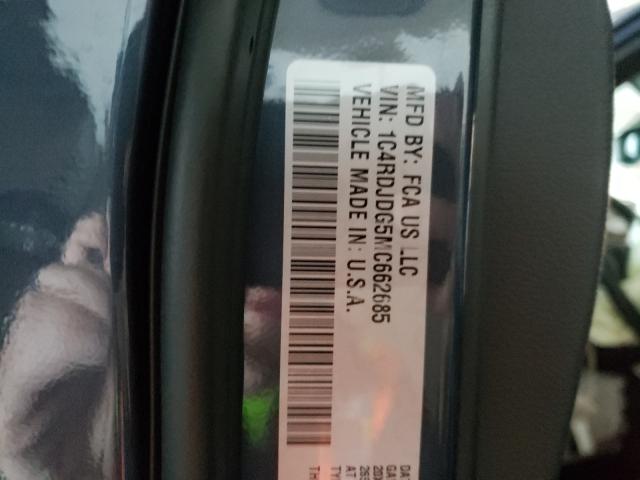 MFD BY: FCA US LLC
VIN: 1C4RDJDG5MC662685
VEHICLE MADE IN: U.S.A.